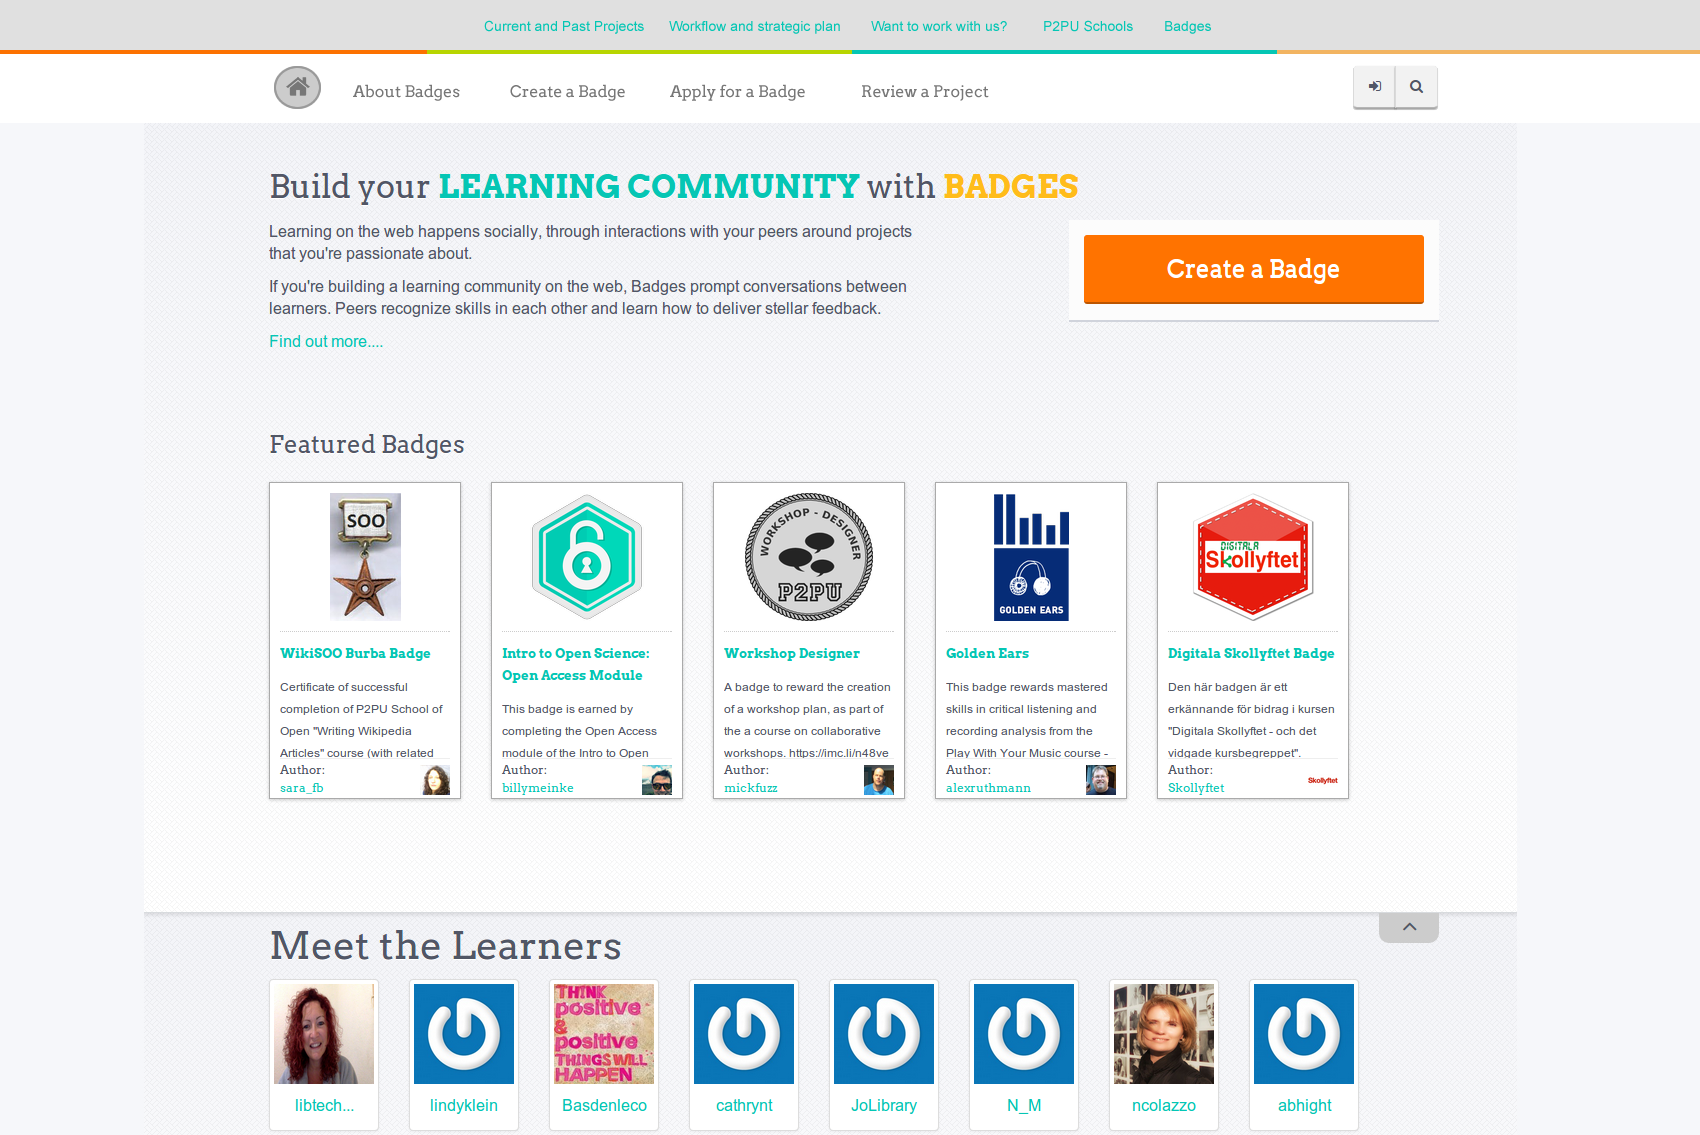 Current and Past Projects Workflow and strategic plan Want to work with us? P2PU Schools Badges
About Badges Create a Badge Apply for a Badge Review a Project
Build your LEARNING COMMUNITY with BADGES
Learning on the web happens socially, through interactions with your peers around projects
that you're passionate about.
If you're building a learning community on the web, Badges prompt conversations between
learners. Peers recognize skills in each other and learn how to deliver stellar feedback.
Find out more....
Create a Badge
Featured Badges
SOO
WikiSOO Burba Badge
Certificate of successful
completion of P2PU School of
Open "Writing Wikipedia
Articles" course (with related
Author:
sara_fb
Intro to Open Science:
Open Access Module
This badge is earned by
completing the Open Access
module of the Intro to Open
Author:
billymeinke
WORKSHOP - DESIGNER
P2PU
Workshop Designer
A badge to reward the creation
of a workshop plan, as part of
the a course on collaborative
workshops. https://imc.li/n48ve
Author:
mickfuzz
GOLDEN EARS
Golden Ears
This badge rewards mastered
skills in critical listening and
recording analysis from the
Play With Your Music course -
Author:
alexruthmann
DIGITALA
Skollyftet
Digitala Skollyftet Badge
Den här badgen är ett
erkännande för bidrag i kursen
"Digitala Skollyftet - och det
vidgade kursbegreppet".
Author:
Skollyftet
Skollyftet
Meet the Learners
THINK
positive
&
positive
THINGS WILL
HAPPEN
libtech... lindyklein Basdenleco cathrynt JoLibrary N_M ncolazzo abhight